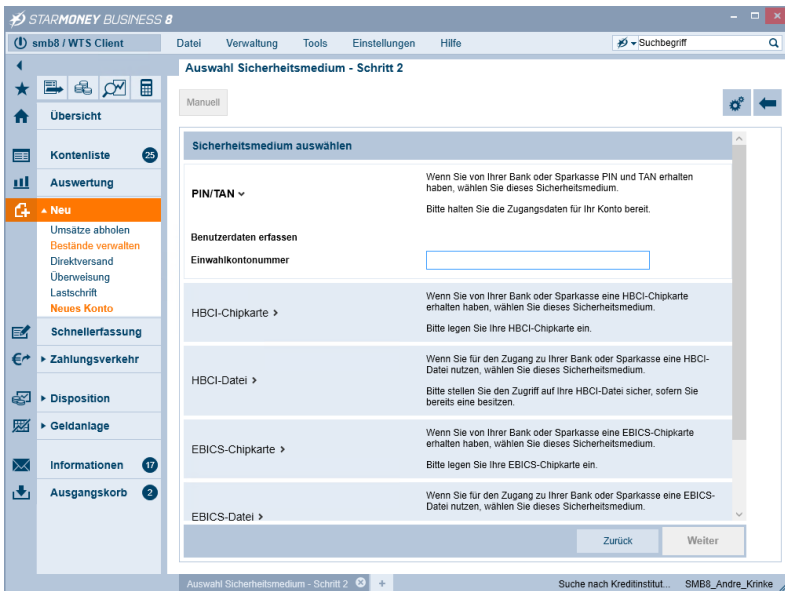 STARMONEY BUSINESS 8
smb8 / WTS Client
Datei Verwaltung Tools Einstellungen Hilfe
Suchbegriff
Auswahl Sicherheitsmedium - Schritt 2
Manuell
Übersicht
Kontenliste 25
Auswertung
Neu
Umsätze abholen
Bestände verwalten
Direktversand
Überweisung
Lastschrift
Neues Konto
Schnellerfassung
Zahlungsverkehr
Disposition
Geldanlage
Informationen 17
Ausgangskorb 2
Sicherheitsmedium auswählen
PIN/TAN
Wenn Sie von Ihrer Bank oder Sparkasse PIN und TAN erhalten
haben, wählen Sie dieses Sicherheitsmedium.
Bitte halten Sie die Zugangsdaten für Ihr Konto bereit.
Benutzerdaten erfassen
Einwahlkontonummer
HBCI-Chipkarte >
Wenn Sie von Ihrer Bank oder Sparkasse eine HBCI-Chipkarte
erhalten haben, wählen Sie dieses Sicherheitsmedium.
Bitte legen Sie Ihre HBCI-Chipkarte ein.
HBCI-Datei >
Wenn Sie für den Zugang zu Ihrer Bank oder Sparkasse eine HBCI-
Datei nutzen, wählen Sie dieses Sicherheitsmedium.
Bitte stellen Sie den Zugriff auf Ihre HBCI-Datei sicher, sofern Sie
bereits eine besitzen.
EBICS-Chipkarte >
Wenn Sie von Ihrer Bank oder Sparkasse eine EBICS-Chipkarte
erhalten haben, wählen Sie dieses Sicherheitsmedium.
Bitte legen Sie Ihre EBICS-Chipkarte ein.
EBICS-Datei >
Wenn Sie für den Zugang zu Ihrer Bank oder Sparkasse eine EBICS-
Datei nutzen, wählen Sie dieses Sicherheitsmedium.
Zurück
Weiter
Auswahl Sicherheitsmedium - Schritt 2 +
Suche nach Kreditinstitut... SMB8_Andre_Krinke